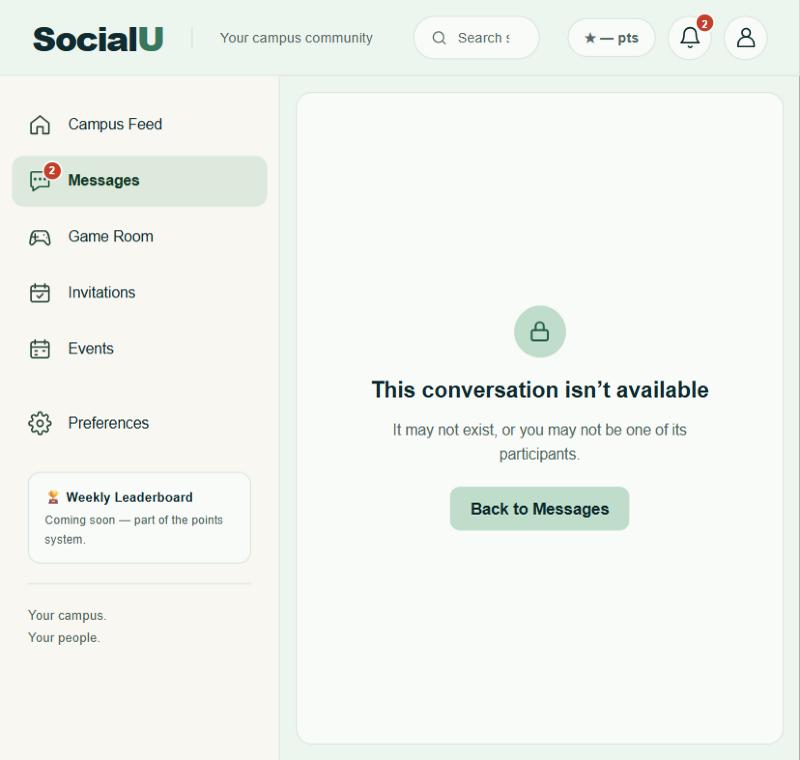 SocialU
Your campus community
Search s
★ — pts
2
Campus Feed
2
Messages
Game Room
Invitations
Events
Preferences
🏆 Weekly Leaderboard
Coming soon — part of the points
system.
Your campus.
Your people.
This conversation isn’t available
It may not exist, or you may not be one of its
participants.
Back to Messages